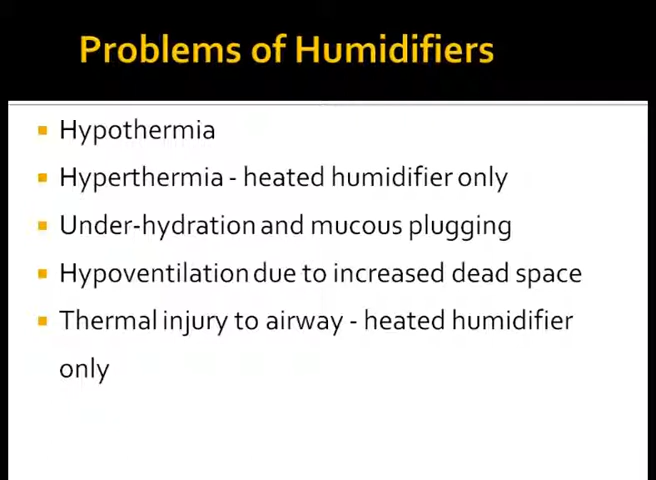 Problems of Humidifiers
Hypothermia
Hyperthermia - heated humidifier only
Under-hydration and mucous plugging
Hypoventilation due to increased dead space
Thermal injury to airway - heated humidifier
only